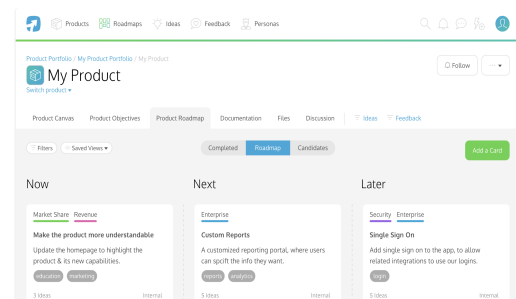 Products Roadmaps Ideas Feedback Personas
Product Portfolio / My Product Portfolio / My Product
My Product
Switch product
Follow
Product Canvas Product Objectives Product Roadmap Documentation Files Discussion Ideas Feedback
Filters Saved Views
Completed Roadmap Candidates
Add a Card
Now Next Later
Market Share Revenue
Make the product more understandable
Update the homepage to highlight the
product & its new capabilities.
education marketing
3 ideas Internal
Enterprise
Custom Reports
A customized reporting portal, where users
can spcift the info they want.
reports analytics
3 ideas Internal
Security Enterprise
Single Sign On
Add single sign on to the app, to allow
related integrations to use our logins.
login
5 ideas Internal